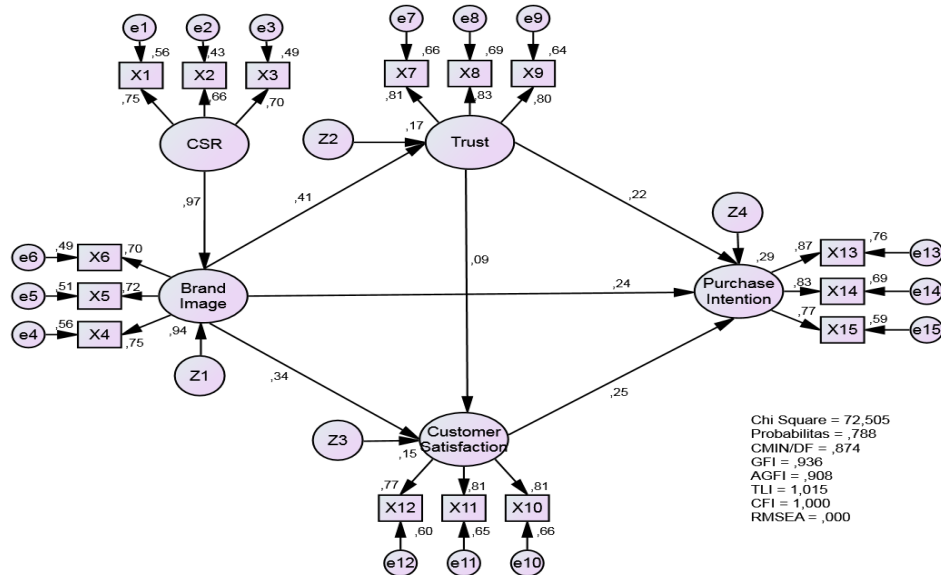 e1 e2 e3 e7 e8 e9
,56 ,43 ,49 ,66 ,69 ,64
X1 X2 X3 X7 X8 X9
,75 ,66 ,70 ,81 ,83 ,80
,17
Z2
CSR Trust
,97 ,41 ,22
Z4
,49 ,70 ,87 ,76
e6 X6 X13 e13
,09 ,29
,51 ,72 Brand ,24 Purchase ,83 ,69
e5 X5 Image Intention X14 e14
,56 ,77 ,59
e4 X4 X15 e15
,75 ,94
Z1 ,34 ,25
Z3 Customer
,15 Satisfaction
,77 ,81 ,81
X12 X11 X10
,60 ,65 ,66
e12 e11 e10
Chi Square = 72,505
Probabilitas = ,788
CMIN/DF = ,874
GFI = ,936
AGFI = ,908
TLI = 1,015
CFI = 1,000
RMSEA = ,000